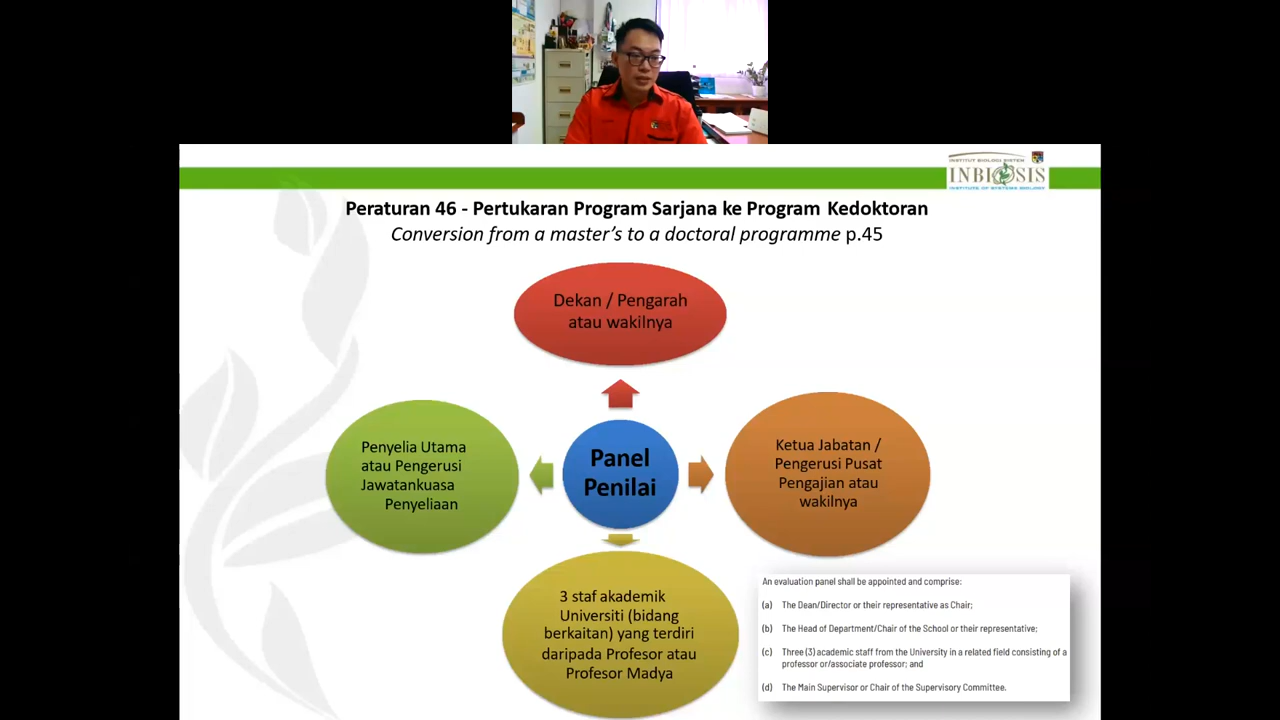 INSTITUT BIOLOGI SISTEM
INBIOSIS
INSTITUTE OF SYSTEMS BIOLOGY
Peraturan 46 - Pertukaran Program Sarjana ke Program Kedoktoran
Conversion from a master's to a doctoral programme p.45
Dekan / Pengarah
atau wakilnya
Penyelia Utama
atau Pengerusi
Jawatankuasa
Penyeliaan
Panel
Penilai
Ketua Jabatan /
Pengerusi Pusat
Pengajian atau
wakilnya
3 staf akademik
Universiti (bidang
berkaitan) yang terdiri
daripada Profesor atau
Profesor Madya
An evaluation panel shall be appointed and comprise:
(a) The Dean/Director or their representative as Chair;
(b) The Head of Department/Chair of the School or their representative;
(c) Three (3) academic staff from the University in a related field consisting of a
professor or/associate professor; and
(d) The Main Supervisor or Chair of the Supervisory Committee.